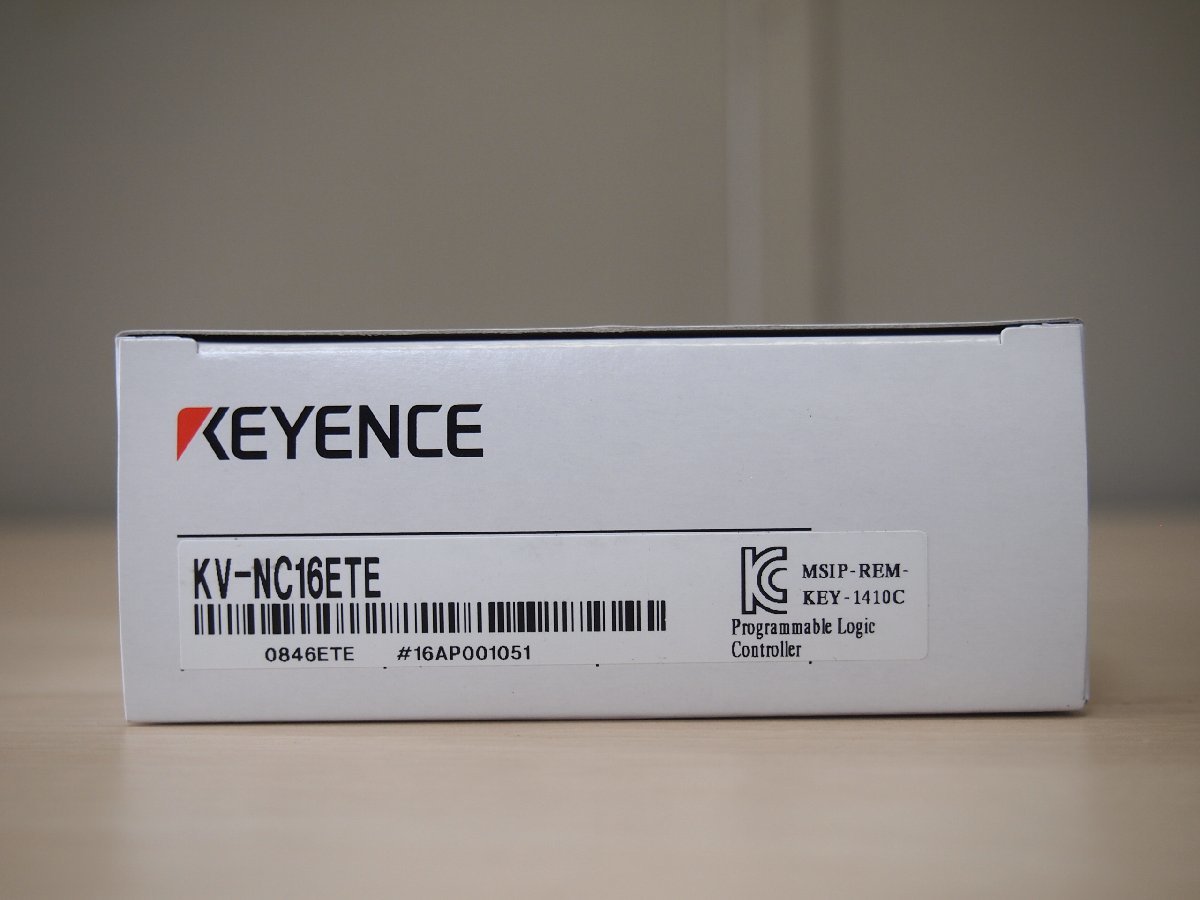 KEYENCE
KV-NC16ETE
0846ETE #16AP001051
MSIP-REM-
KEY-1410C
Programmable Logic
Controller